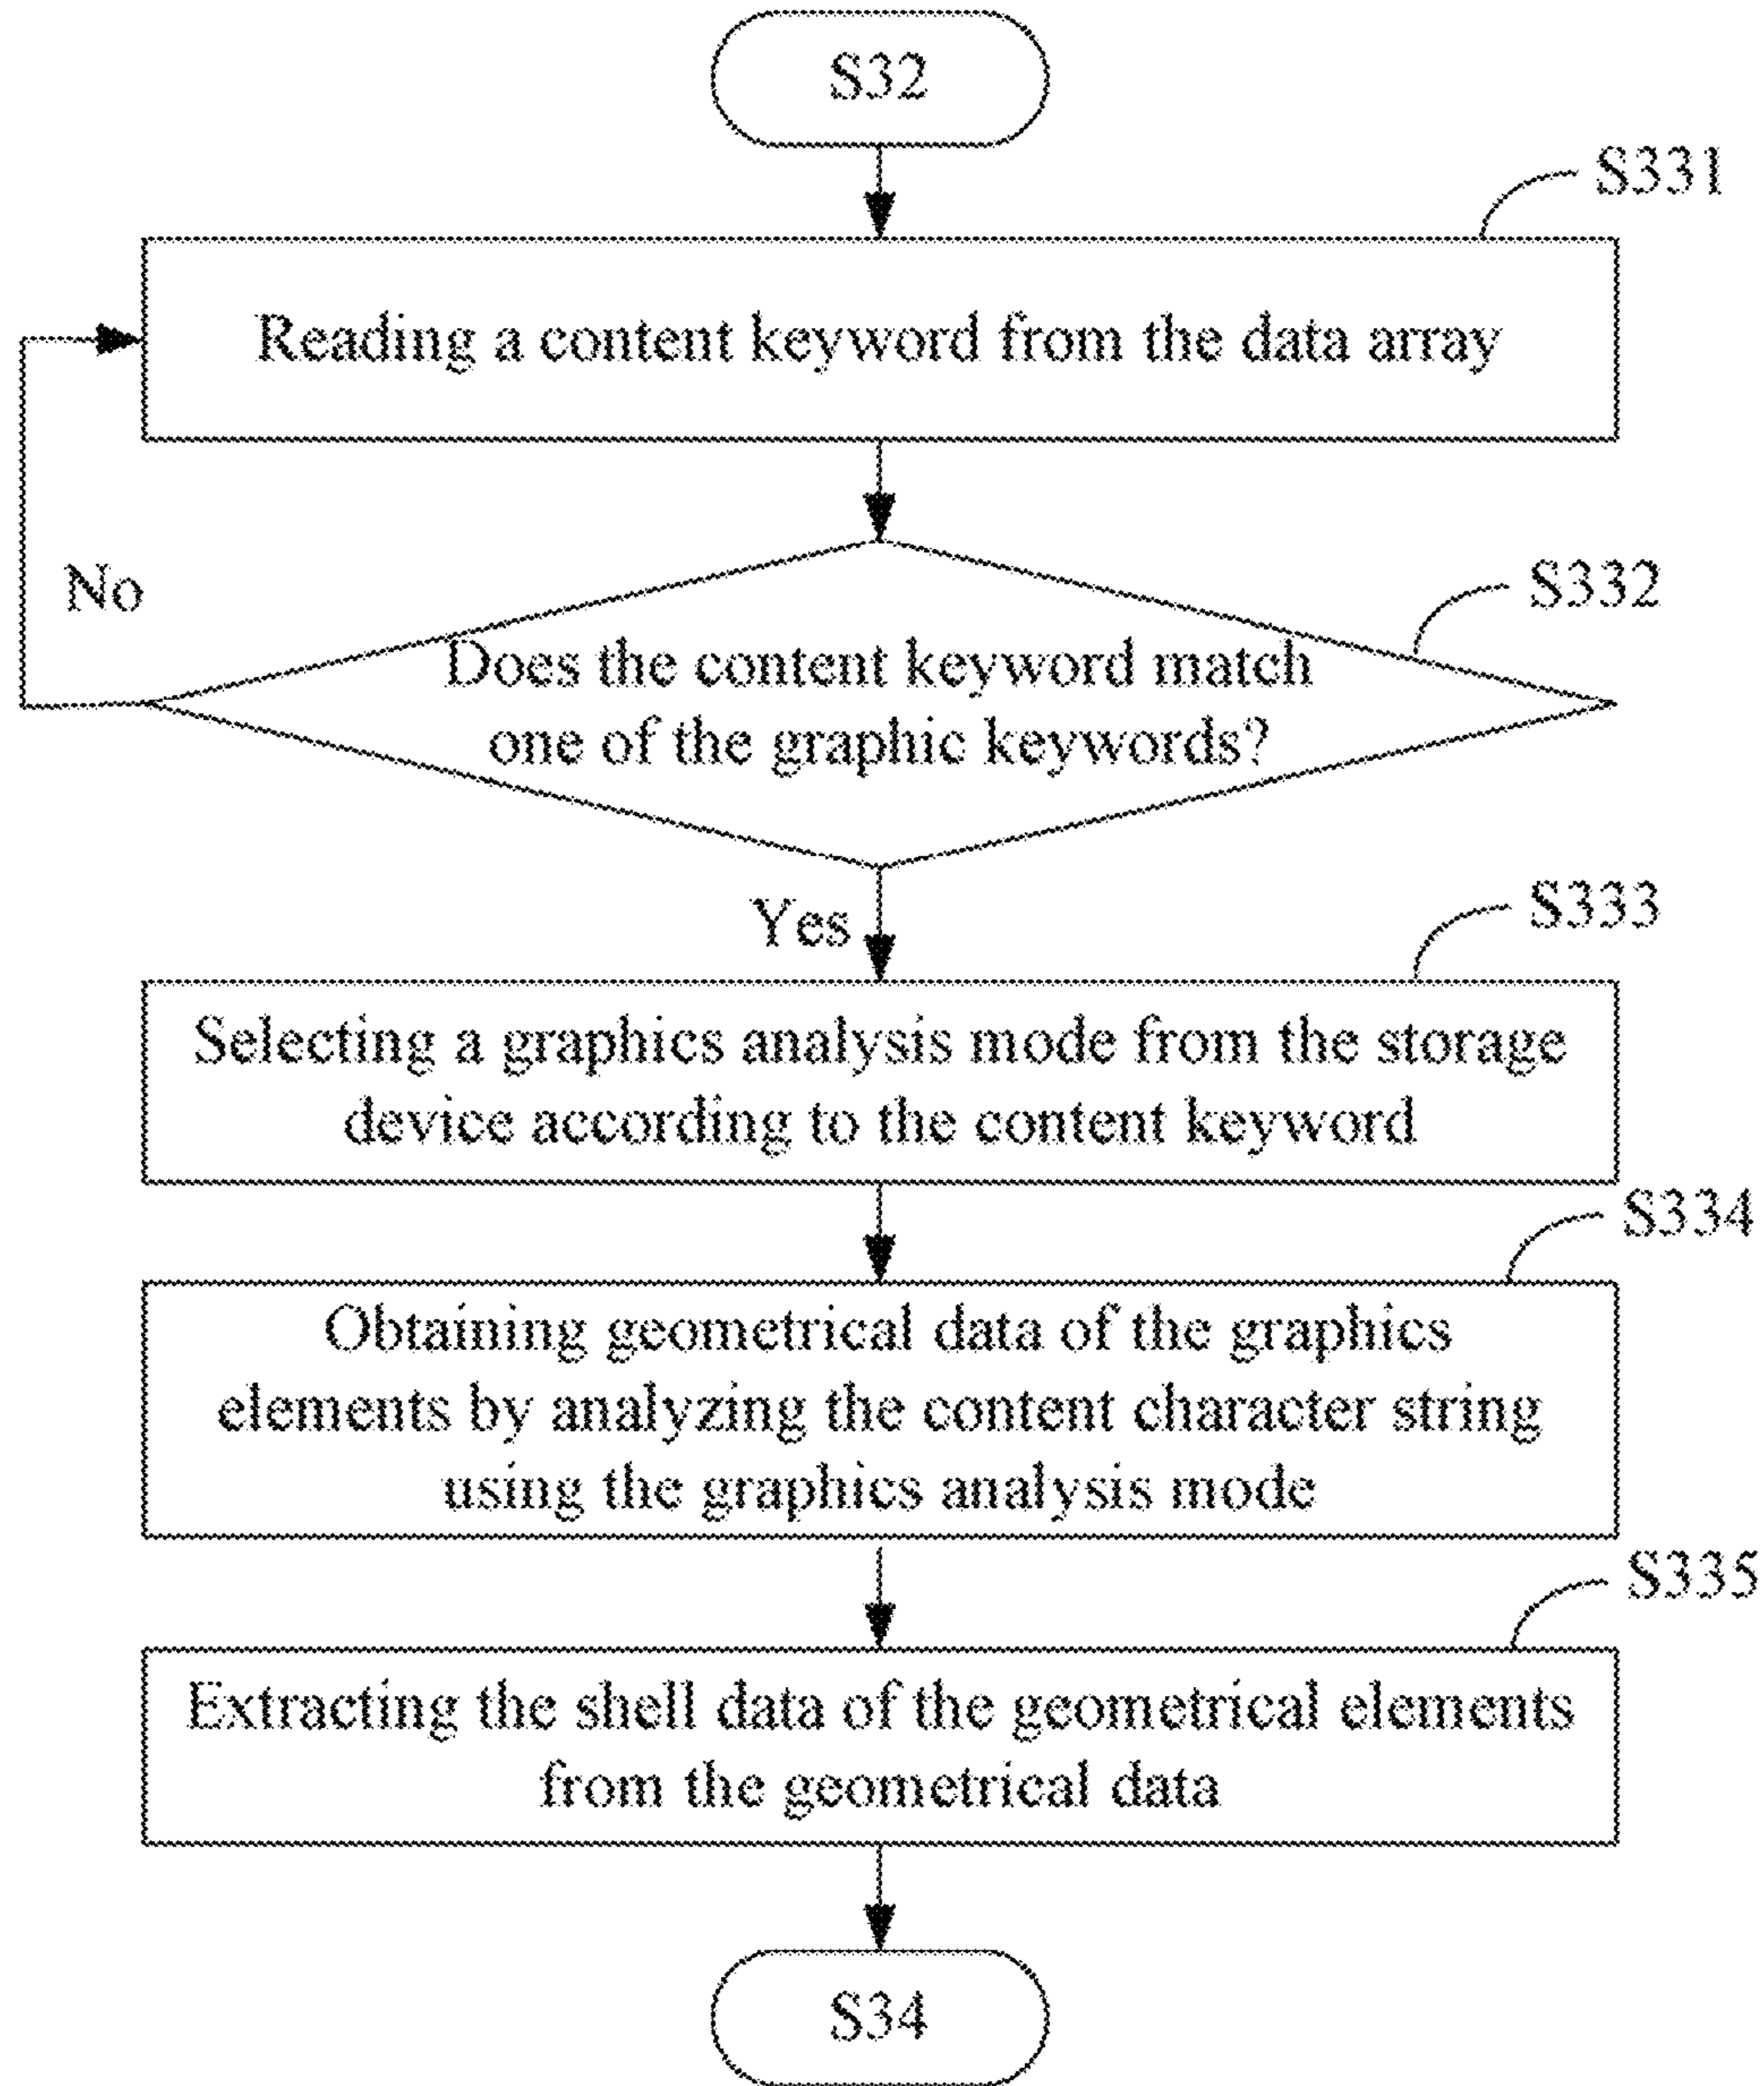 S32
S331
Reading a content keyword from the data array
No
S332
Does the content keyword match
one of the graphic keywords?
Yes
S333
Selecting a graphics analysis mode from the storage
device according to the content keyword
S334
Obtaining geometrical data of the graphics
elements by analyzing the content character string
using the graphics analysis mode
S335
Extracting the shell data of the geometrical elements
from the geometrical data
S34